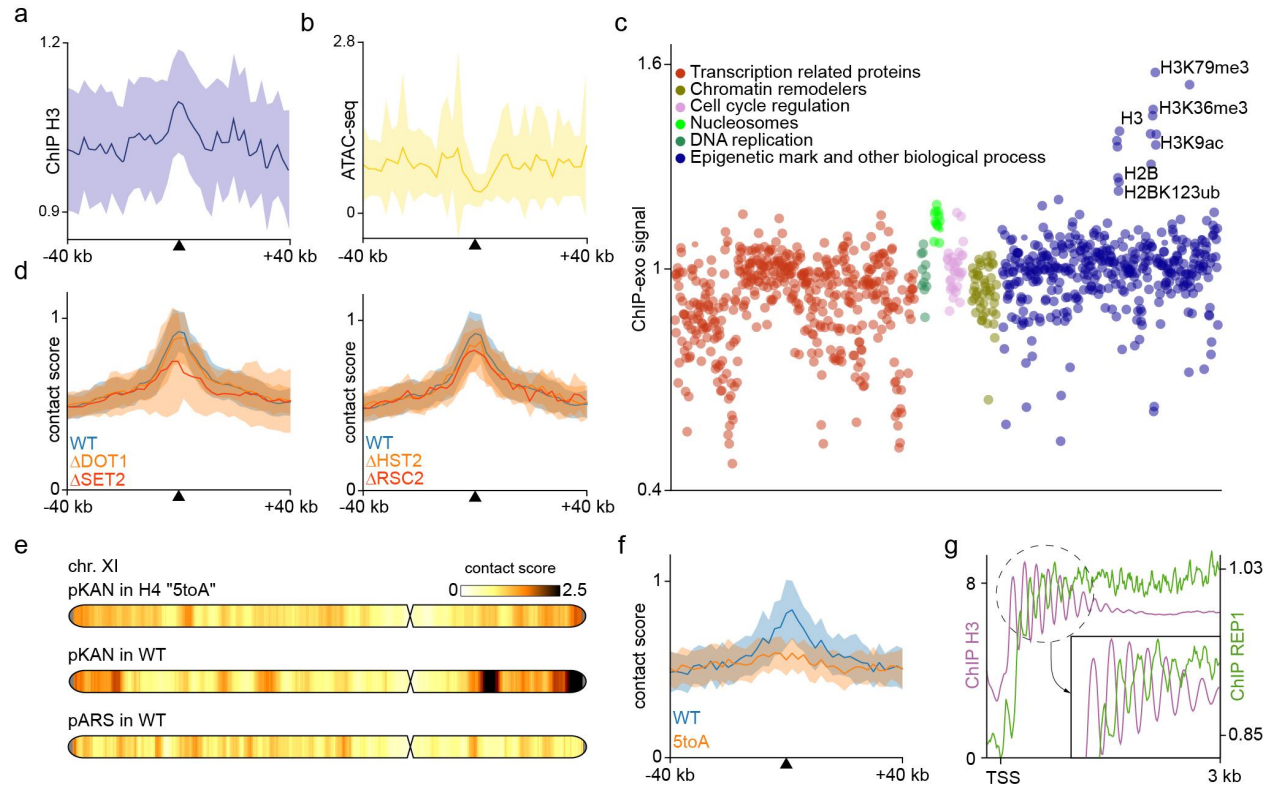 a
1.2
ChIP H3
0.9
-40 kb
+40 kb
b
2.8
ATAC-seq
0
-40 kb
+40 kb
c
1.6
ChIP-exo signal
1
0.4
Transcription related proteins
Chromatin remodelers
Cell cycle regulation
Nucleosomes
DNA replication
Epigenetic mark and other biological process
H3K79me3
H3K36me3
H3
H3K9ac
H2B
H2BK123ub
d
1
contact score
WT
ΔDOT1
ΔSET2
0
-40 kb
+40 kb
1
contact score
WT
ΔHST2
ΔRSC2
0
-40 kb
+40 kb
e
chr. XI
contact score
pKAN in H4 "5toA"
0
2.5
pKAN in WT
pARS in WT
f
1
contact score
WT
5toA
0
-40 kb
+40 kb
g
8
ChIP H3
0
1.03
ChIP REP1
0.85
TSS
3 kb